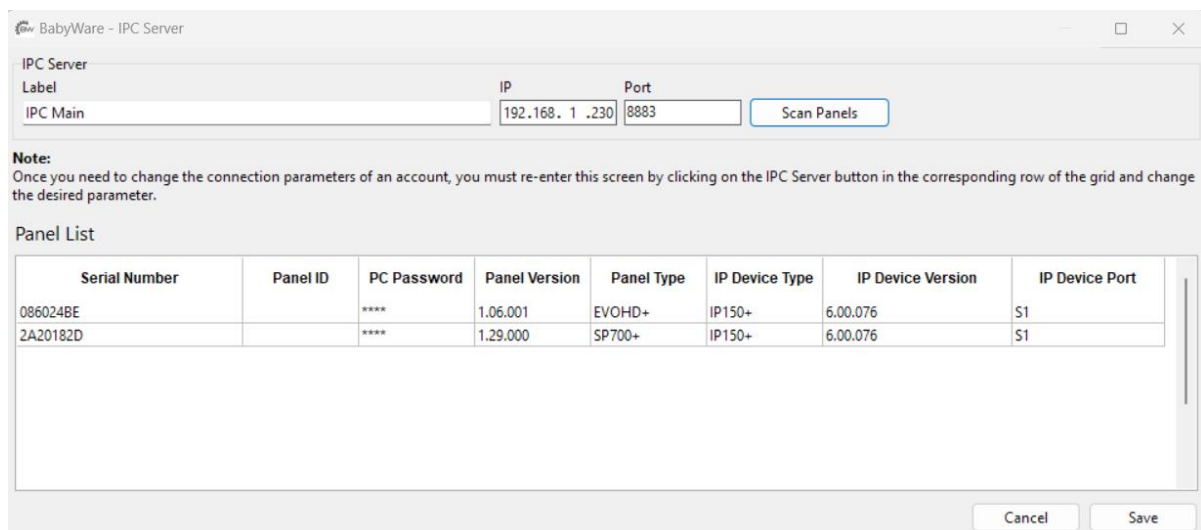 BabyWare - IPC Server
IPC Server
Label IP Port
IPC Main 192.168. 1 .230 8883 Scan Panels
Note:
Once you need to change the connection parameters of an account, you must re-enter this screen by clicking on the IPC Server button in the corresponding row of the grid and change
the desired parameter.
Panel List
Serial Number Panel ID PC Password Panel Version Panel Type IP Device Type IP Device Version IP Device Port
086024BE **** 1.06.001 EVOHD+ IP150+ 6.00.076 S1
2A20182D **** 1.29.000 SP700+ IP150+ 6.00.076 S1
Cancel Save